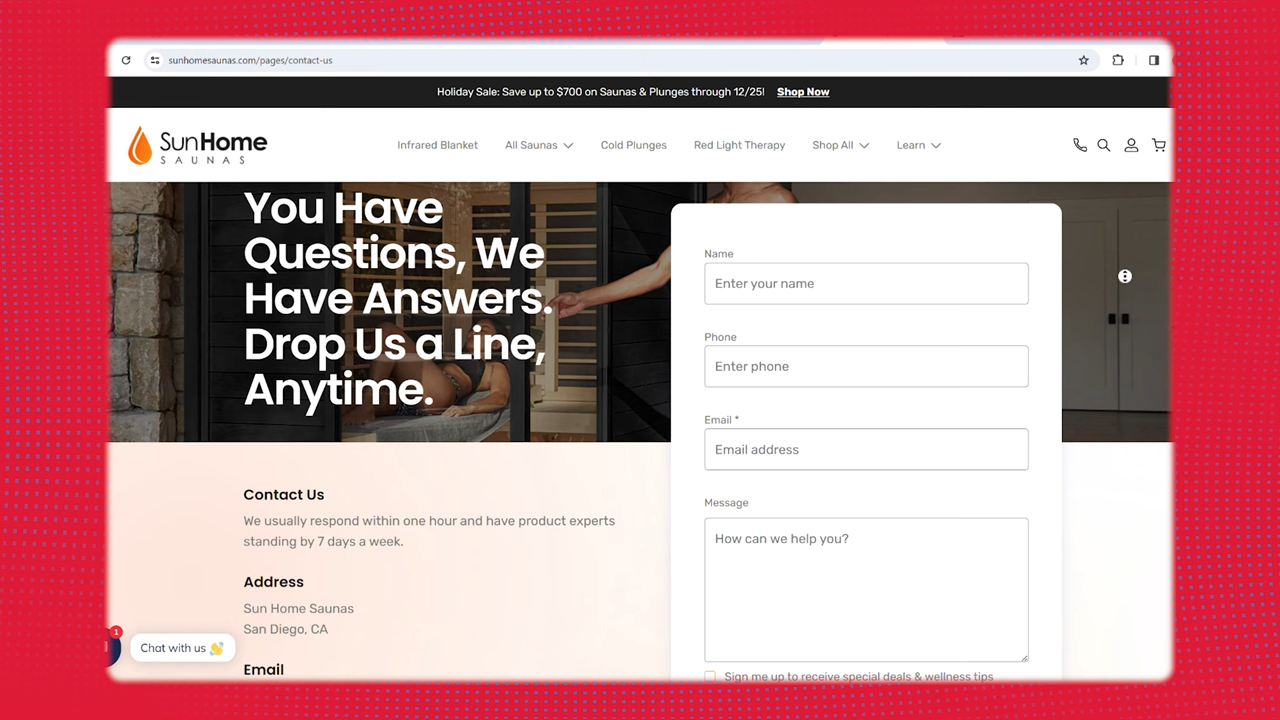 sunhomesaunas.com/pages/contact-us
Holiday Sale: Save up to $700 on Saunas & Plunges through 12/25! Shop Now
SunHome
SAUNAS
Infrared Blanket
All Saunas
Cold Plunges
Red Light Therapy
Shop All
Learn
You Have
Questions, We
Have Answers.
Drop Us a Line,
Anytime.
Name
Enter your name
Phone
Enter phone
Email *
Email address
Message
How can we help you?
Sign me up to receive special deals & wellness tips
Contact Us
We usually respond within one hour and have product experts
standing by 7 days a week.
Address
Sun Home Saunas
San Diego, CA
Email
1
Chat with us 👋